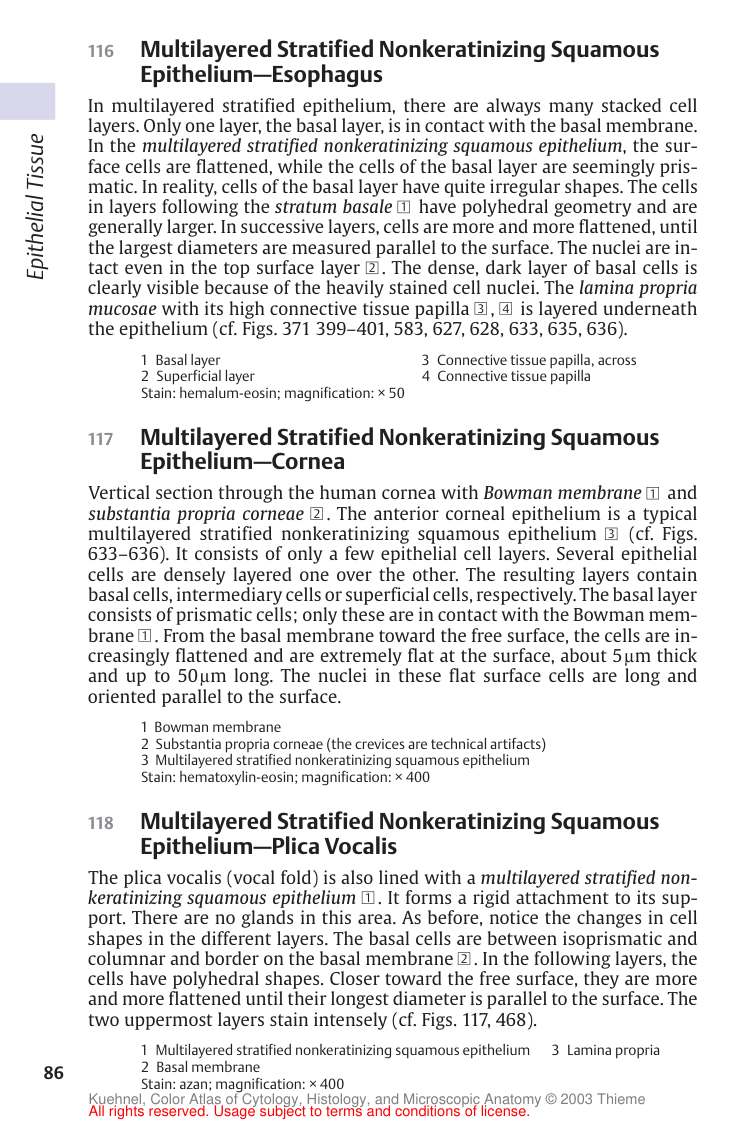 116 Multilayered Stratified Nonkeratinizing Squamous
Epithelium—Esophagus
Epithelial Tissue
In multilayered stratified epithelium, there are always many stacked cell
layers. Only one layer, the basal layer, is in contact with the basal membrane.
In the multilayered stratified nonkeratinizing squamous epithelium, the sur-
face cells are flattened, while the cells of the basal layer are seemingly pris-
matic. In reality, cells of the basal layer have quite irregular shapes. The cells
in layers following the stratum basale 1 have polyhedral geometry and are
generally larger. In successive layers, cells are more and more flattened, until
the largest diameters are measured parallel to the surface. The nuclei are in-
tact even in the top surface layer 2. The dense, dark layer of basal cells is
clearly visible because of the heavily stained cell nuclei. The lamina propria
mucosae with its high connective tissue papilla 3, 4 is layered underneath
the epithelium (cf. Figs. 371 399–401, 583, 627, 628, 633, 635, 636).
1 Basal layer 3 Connective tissue papilla, across
2 Superficial layer 4 Connective tissue papilla
Stain: hemalum-eosin; magnification: × 50
117 Multilayered Stratified Nonkeratinizing Squamous
Epithelium—Cornea
Vertical section through the human cornea with Bowman membrane 1 and
substantia propria corneae 2. The anterior corneal epithelium is a typical
multilayered stratified nonkeratinizing squamous epithelium 3 (cf. Figs.
633–636). It consists of only a few epithelial cell layers. Several epithelial
cells are densely layered one over the other. The resulting layers contain
basal cells, intermediary cells or superficial cells, respectively. The basal layer
consists of prismatic cells; only these are in contact with the Bowman mem-
brane 1. From the basal membrane toward the free surface, the cells are in-
creasingly flattened and are extremely flat at the surface, about 5 µm thick
and up to 50 µm long. The nuclei in these flat surface cells are long and
oriented parallel to the surface.
1 Bowman membrane
2 Substantia propria corneae (the crevices are technical artifacts)
3 Multilayered stratified nonkeratinizing squamous epithelium
Stain: hematoxylin-eosin; magnification: × 400
118 Multilayered Stratified Nonkeratinizing Squamous
Epithelium—Plica Vocalis
The plica vocalis (vocal fold) is also lined with a multilayered stratified non-
keratinizing squamous epithelium 1. It forms a rigid attachment to its sup-
port. There are no glands in this area. As before, notice the changes in cell
shapes in the different layers. The basal cells are between isoprismatic and
columnar and border on the basal membrane 2. In the following layers, the
cells have polyhedral shapes. Closer toward the free surface, they are more
and more flattened until their longest diameter is parallel to the surface. The
two uppermost layers stain intensely (cf. Figs. 117, 468).
1 Multilayered stratified nonkeratinizing squamous epithelium 3 Lamina propria
2 Basal membrane
Stain: azan; magnification: × 400
86
Kuehnel, Color Atlas of Cytology, Histology, and Microscopic Anatomy © 2003 Thieme
All rights reserved. Usage subject to terms and conditions of license.